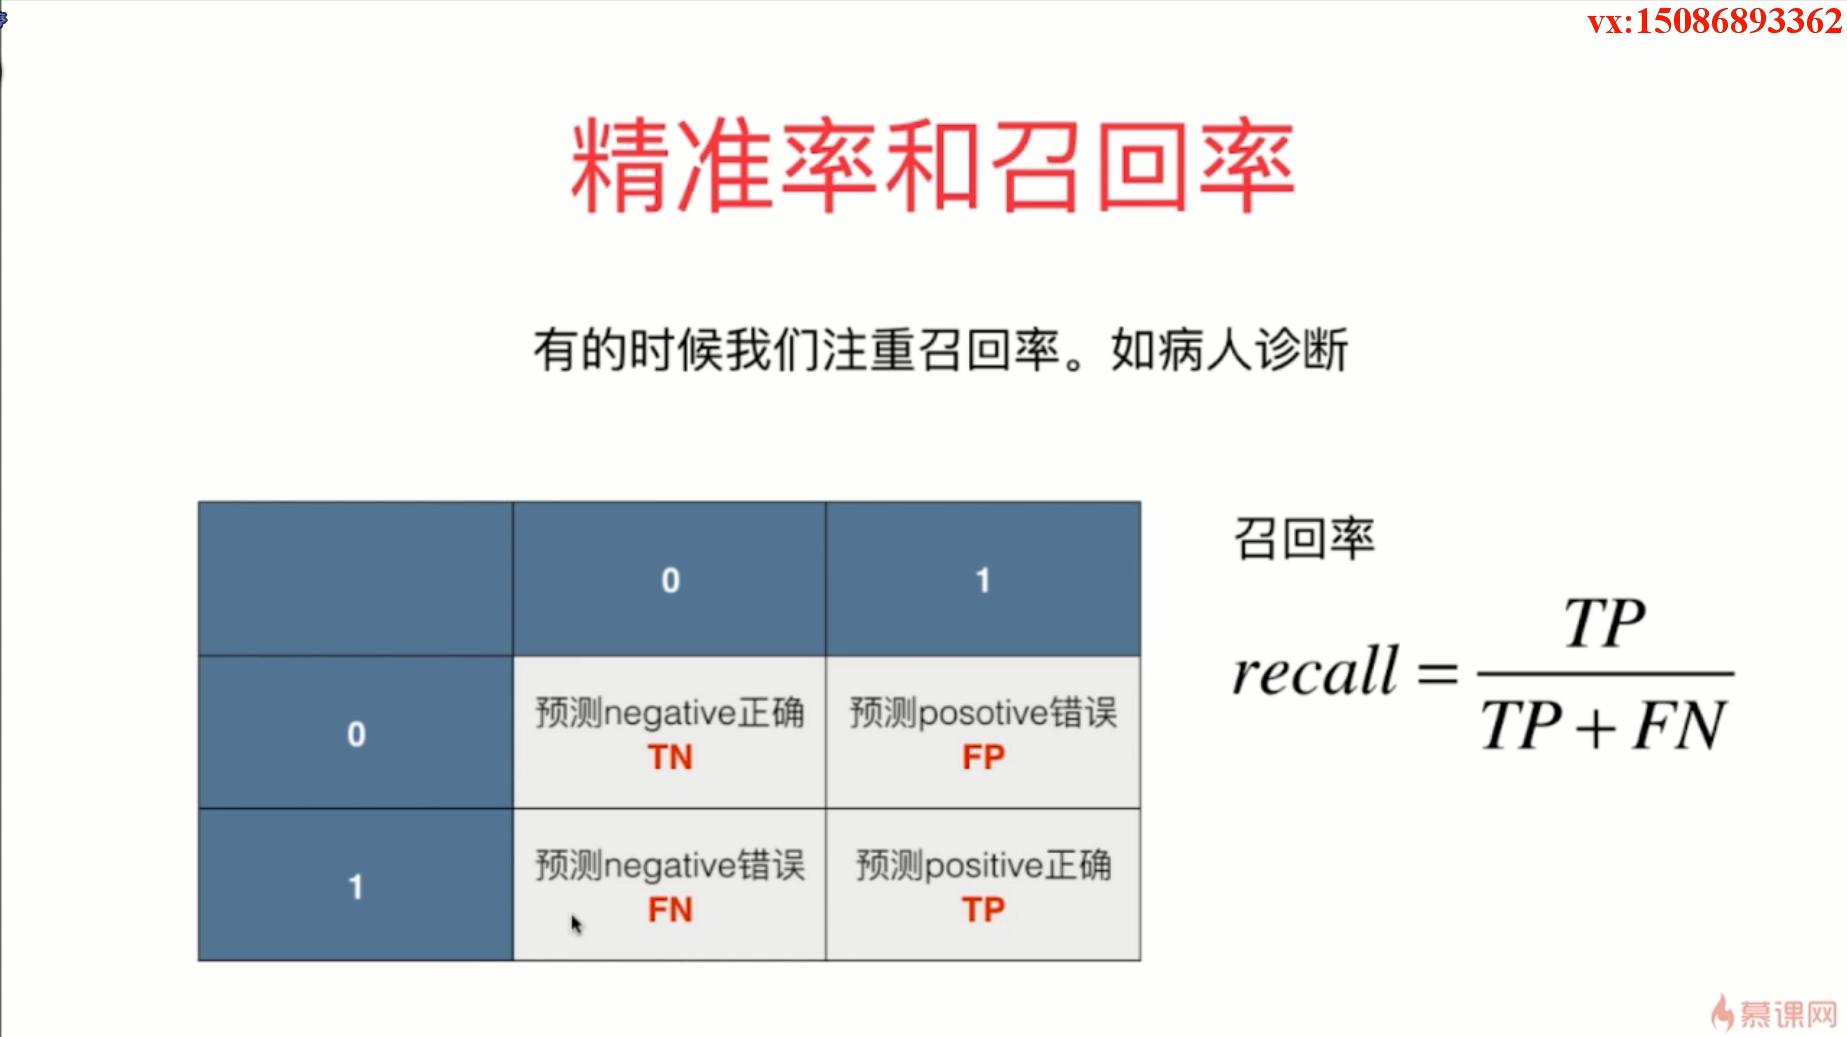 vx:15086893362
精准率和召回率
有的时候我们注重召回率。如病人诊断
0 1
0
预测negative正确
TN
预测posotive错误
FP
1
预测negative错误
FN
预测positive正确
TP
召回率
recall = TP / (TP + FN)
慕课网